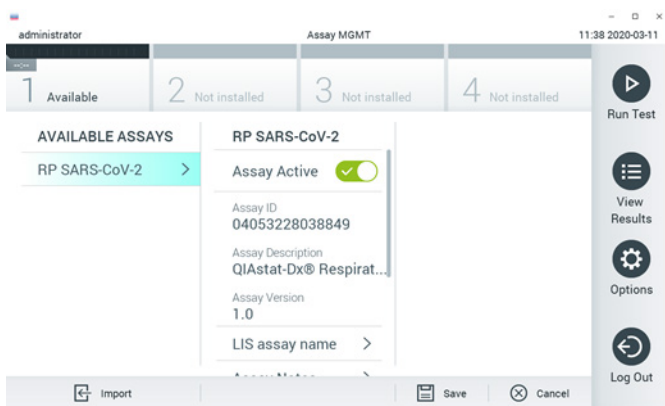 administrator Assay MGMT 11:38 2020-03-11
1 Available 2 Not installed 3 Not installed 4 Not installed
AVAILABLE ASSAYS
RP SARS-CoV-2
RP SARS-CoV-2
Assay Active
Assay ID
04053228038849
Assay Description
QIAstat-Dx® Respirat...
Assay Version
1.0
LIS assay name
Assay Notes
Run Test
View
Results
Options
Log Out
Import Save Cancel